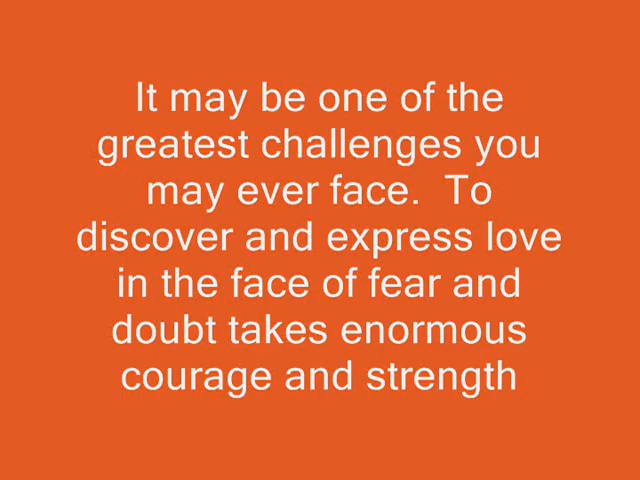 It may be one of the
greatest challenges you
may ever face.  To
discover and express love
in the face of fear and
doubt takes enormous
courage and strength